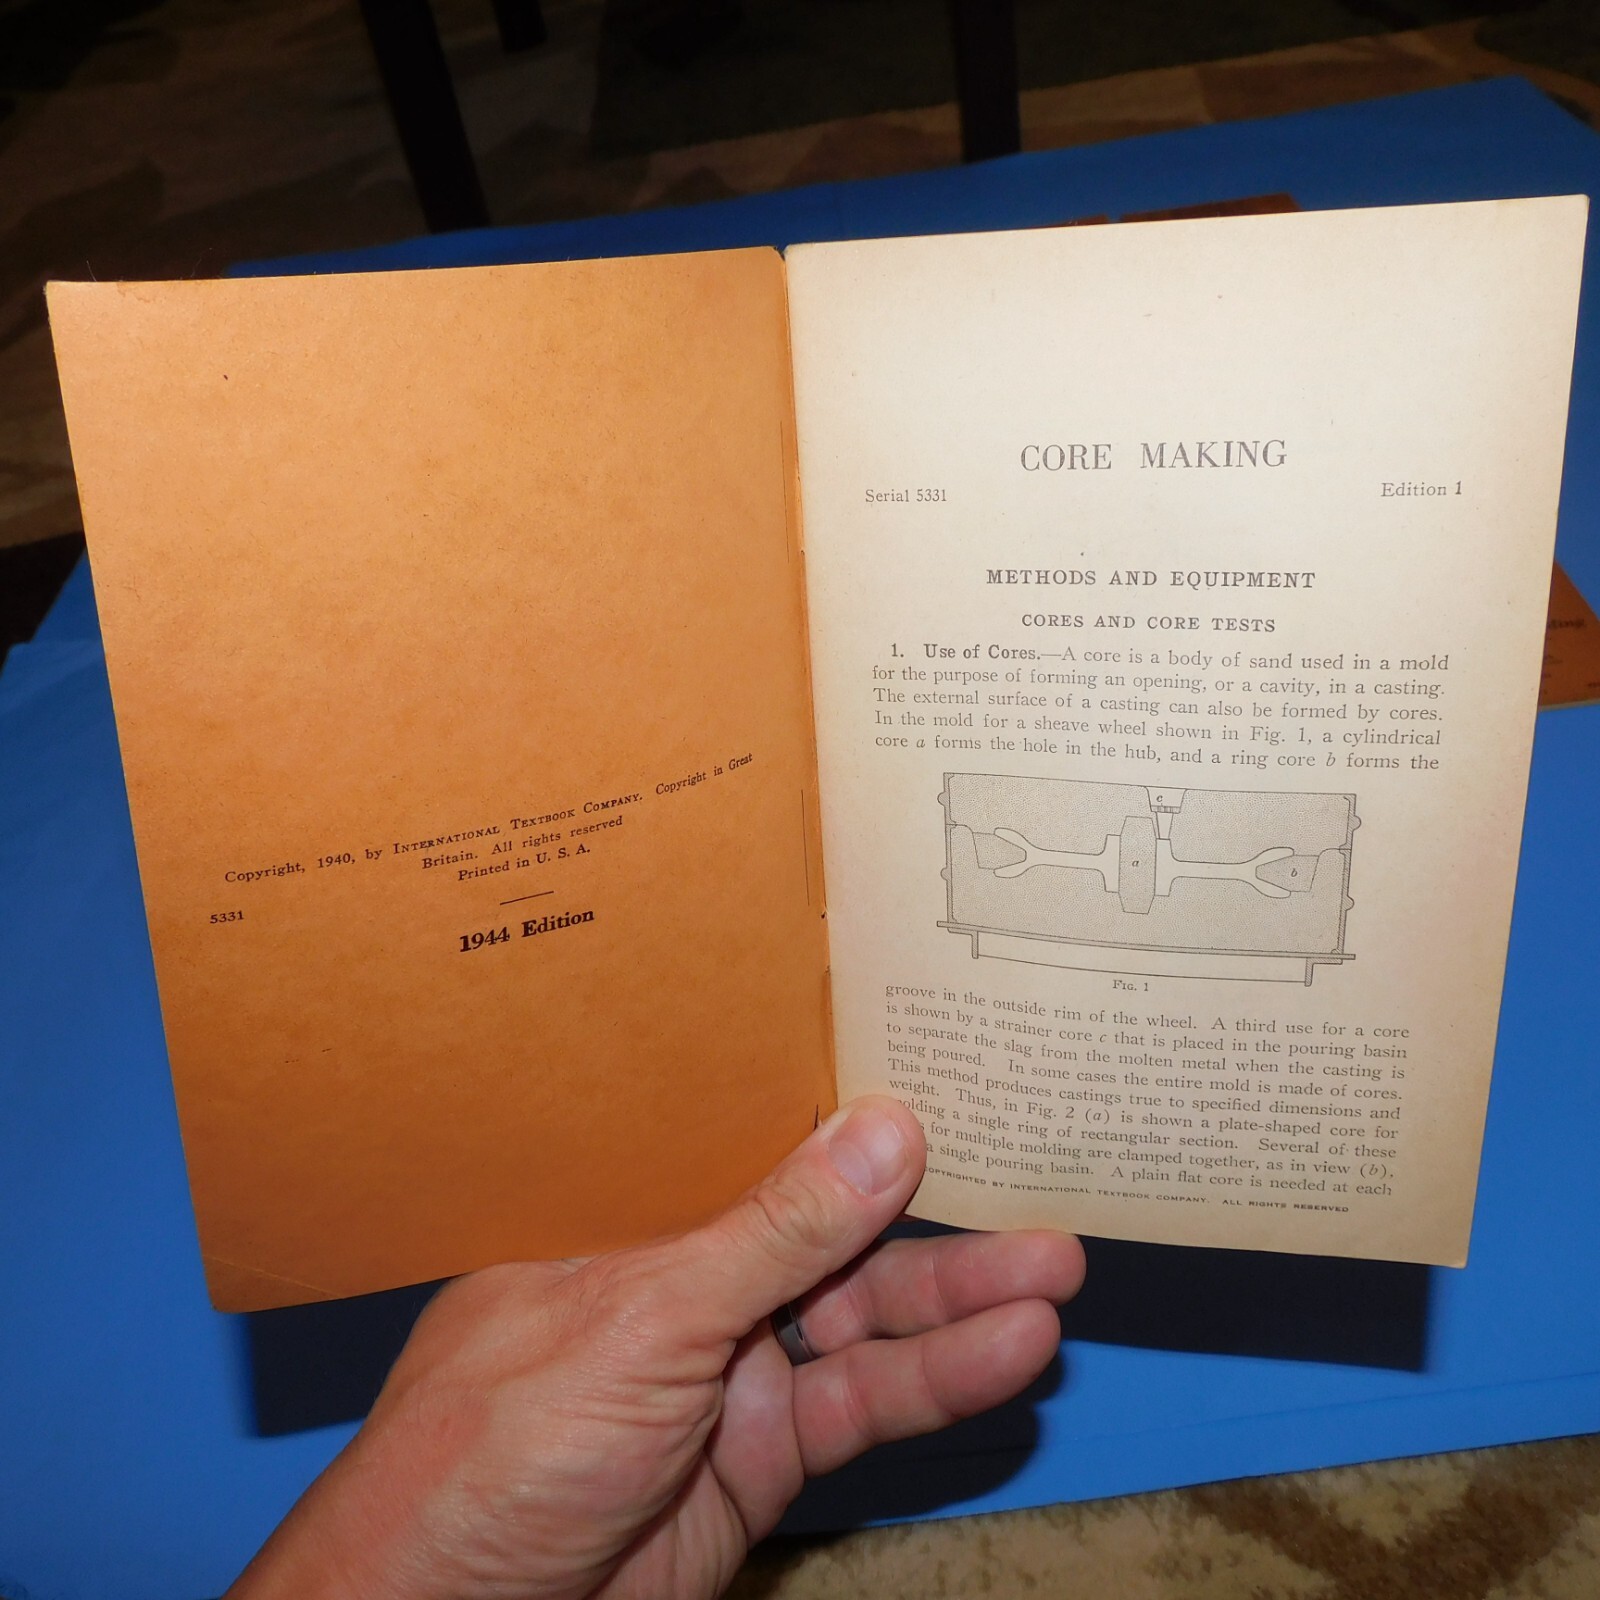 Copyright, 1940, by INTERNATIONAL TEXTBOOK COMPANY. Copyright in Great
Britain. All rights reserved
Printed in U. S. A.
5331
1944 Edition
CORE MAKING
Serial 5331
Edition 1
METHODS AND EQUIPMENT
CORES AND CORE TESTS
1. Use of Cores.—A core is a body of sand used in a mold
for the purpose of forming an opening, or a cavity, in a casting.
The external surface of a casting can also be formed by cores.
In the mold for a sheave wheel shown in Fig. 1, a cylindrical
core a forms the hole in the hub, and a ring core b forms the
c
a
b
FIG. 1
groove in the outside rim of the wheel. A third use for a core
is shown by a strainer core c that is placed in the pouring basin
to separate the slag from the molten metal when the casting is
being poured. In some cases the entire mold is made of cores.
This method produces castings true to specified dimensions and
weight. Thus, in Fig. 2 (a) is shown a plate-shaped core for
olding a single ring of rectangular section. Several of these
s for multiple molding are clamped together, as in view (b),
a single pouring basin. A plain flat core is needed at each
COPYRIGHTED BY INTERNATIONAL TEXTBOOK COMPANY. ALL RIGHTS RESERVED